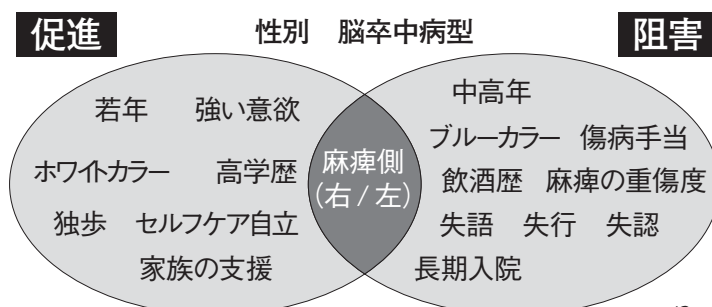 促進
性別 脳卒中病型
阻害
若年 強い意欲
ホワイトカラー 高学歴
独歩 セルフケア自立
家族の支援
麻痺側
(右/左)
中高年
ブルーカラー 傷病手当
飲酒歴 麻痺の重傷度
失語 失行 失認
長期入院